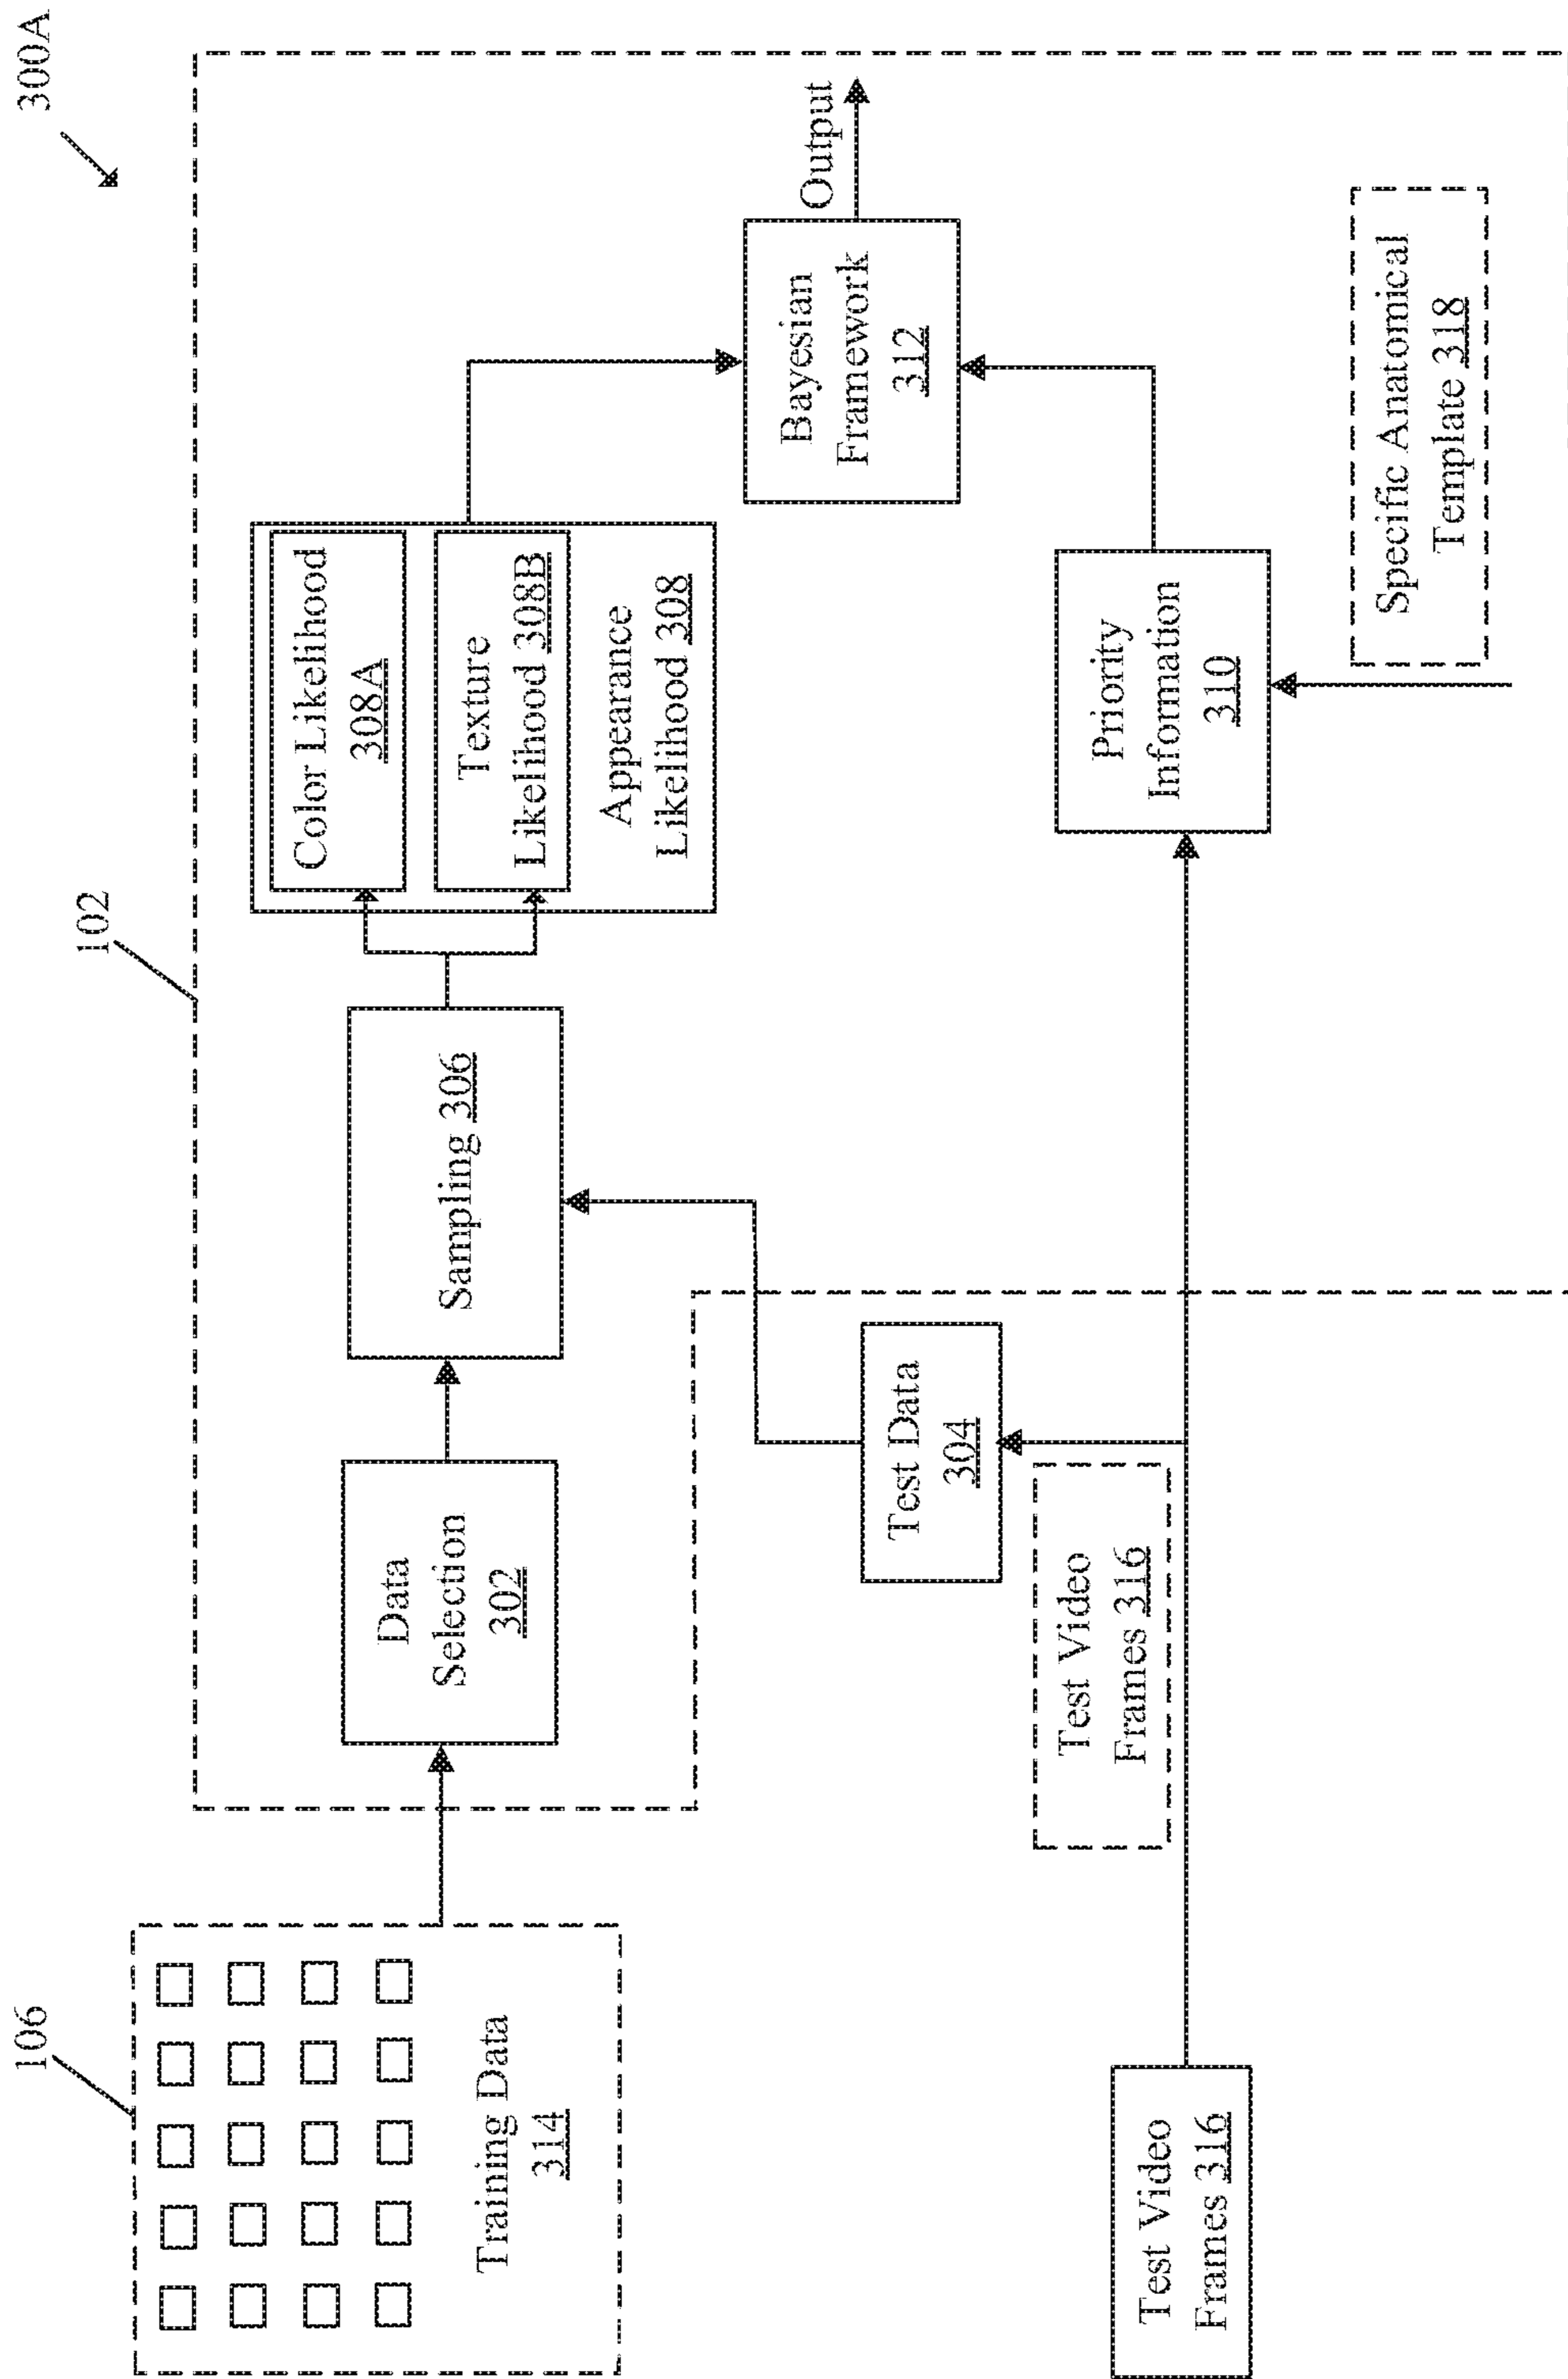 300A
102
106
Training Data
314
Data
Selection
302
Sampling 306
Color Likelihood
308A
Texture
Likelihood 308B
Appearance
Likelihood 308
Bayesian
Framework
312
Output
Test Data
304
Test Video
Frames 316
Test Video
Frames 316
Priority
Information
310
Specific Anatomical
Template 318